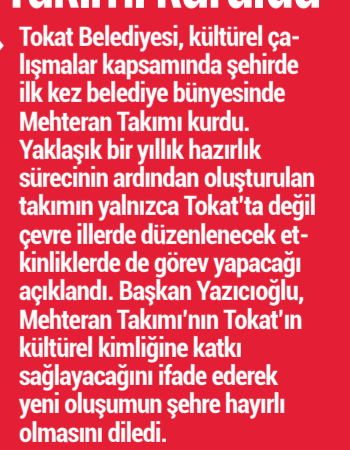 Takımı kuruldu
Tokat Belediyesi, kültürel ça-
lışmalar kapsamında şehirde
ilk kez belediye bünyesinde
Mehteran Takımı kurdu.
Yaklaşık bir yıllık hazırlık
sürecinin ardından oluşturulan
takımın yalnızca Tokat'ta değil
çevre illerde düzenlenecek et-
kinliklerde de görev yapacağı
açıklandı. Başkan Yazıcıoğlu,
Mehteran Takımı'nın Tokat'ın
kültürel kimliğine katkı
sağlayacağını ifade ederek
yeni oluşumun şehre hayırlı
olmasını diledi.